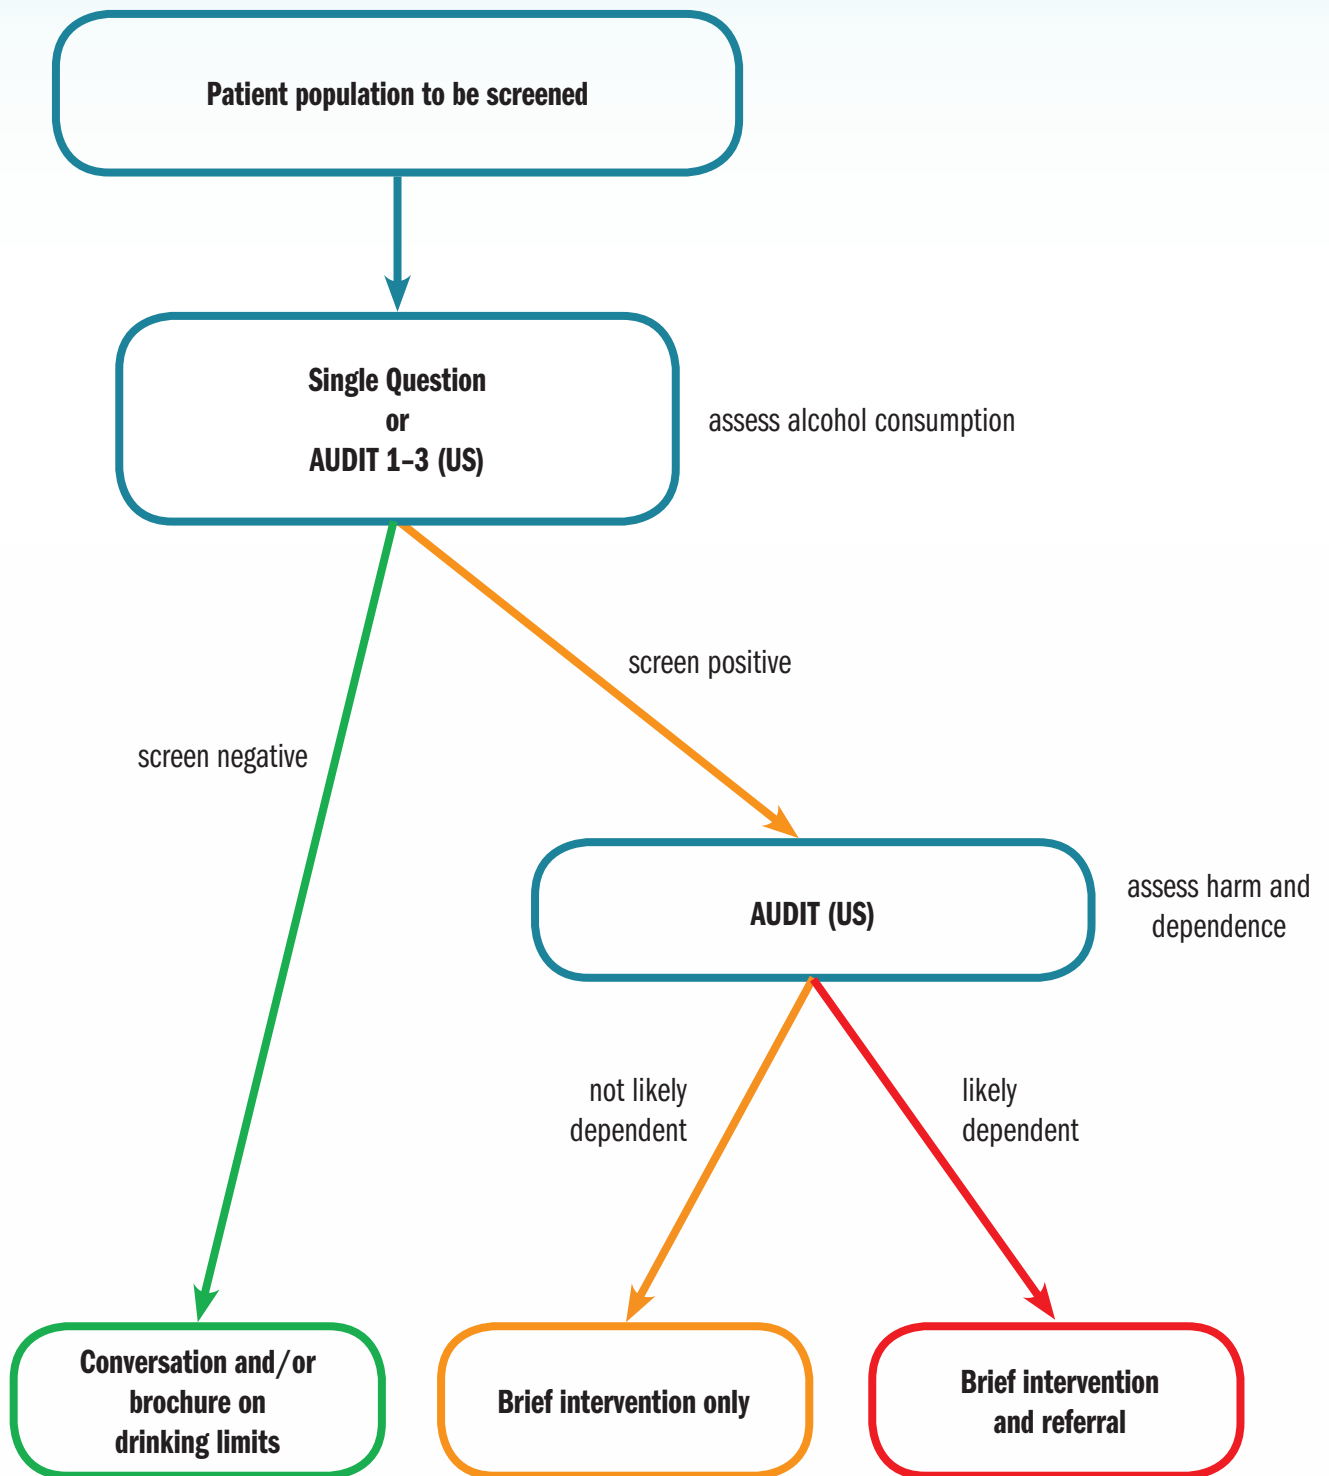 Patient population to be screened
Single Question
or
AUDIT 1–3 (US)
assess alcohol consumption
screen positive
screen negative
AUDIT (US)
assess harm and
dependence
not likely
dependent
likely
dependent
Conversation and/or
brochure on
drinking limits
Brief intervention only
Brief intervention
and referral